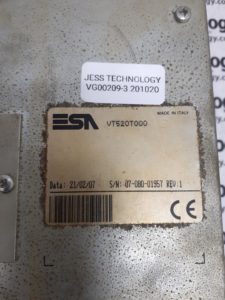 JESS TECHNOLOGY
VG00209-3 201020
ESA
VT520T000
MADE IN ITALY
Data: 21/02/07
S/N:-07-080-01957 REV.1
CE